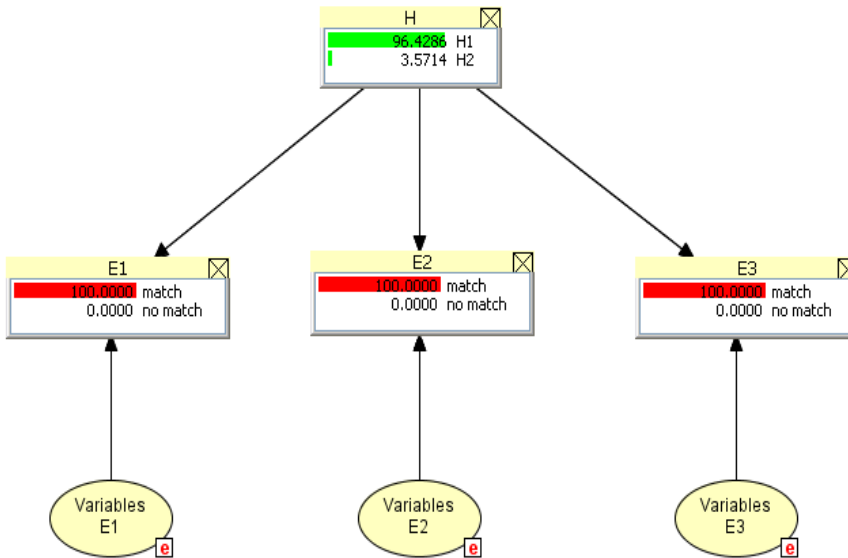 H
96.4286 H1
3.5714 H2
E1
100.0000 match
0.0000 no match
E2
100.0000 match
0.0000 no match
E3
100.0000 match
0.0000 no match
Variables
E1
e
Variables
E2
e
Variables
E3
e